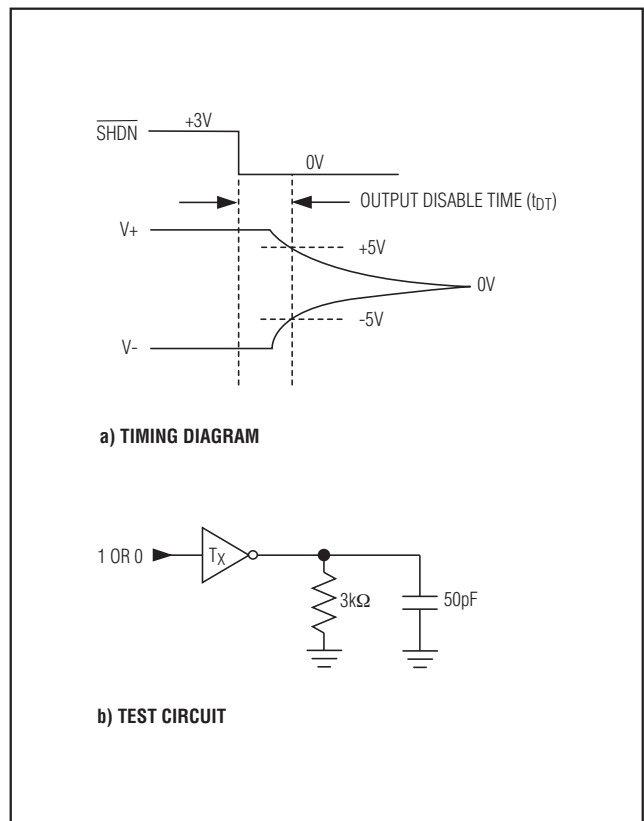 +3V
S̅H̅D̅N̅
0V
OUTPUT DISABLE TIME (tDT)
V+
+5V
0V
-5V
V-
a) TIMING DIAGRAM
1 OR 0
TX
3kΩ
50pF
b) TEST CIRCUIT